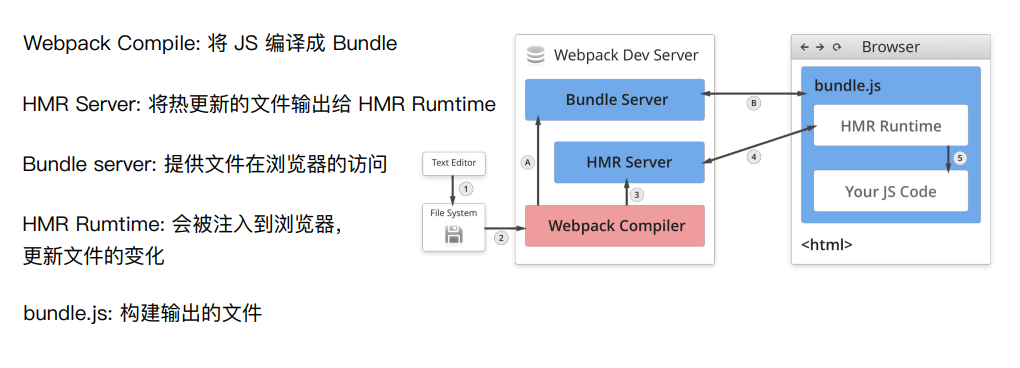 Webpack Compile: 将 JS 编译成 Bundle
HMR Server: 将热更新的文件输出给 HMR Rumtime
Bundle server: 提供文件在浏览器的访问
HMR Rumtime: 会被注入到浏览器，
更新文件的变化
bundle.js: 构建输出的文件
Text Editor
1
File System
2
Webpack Dev Server
Bundle Server
A
HMR Server
3
Webpack Compiler
B
4
Browser
bundle.js
HMR Runtime
5
Your JS Code
<html>